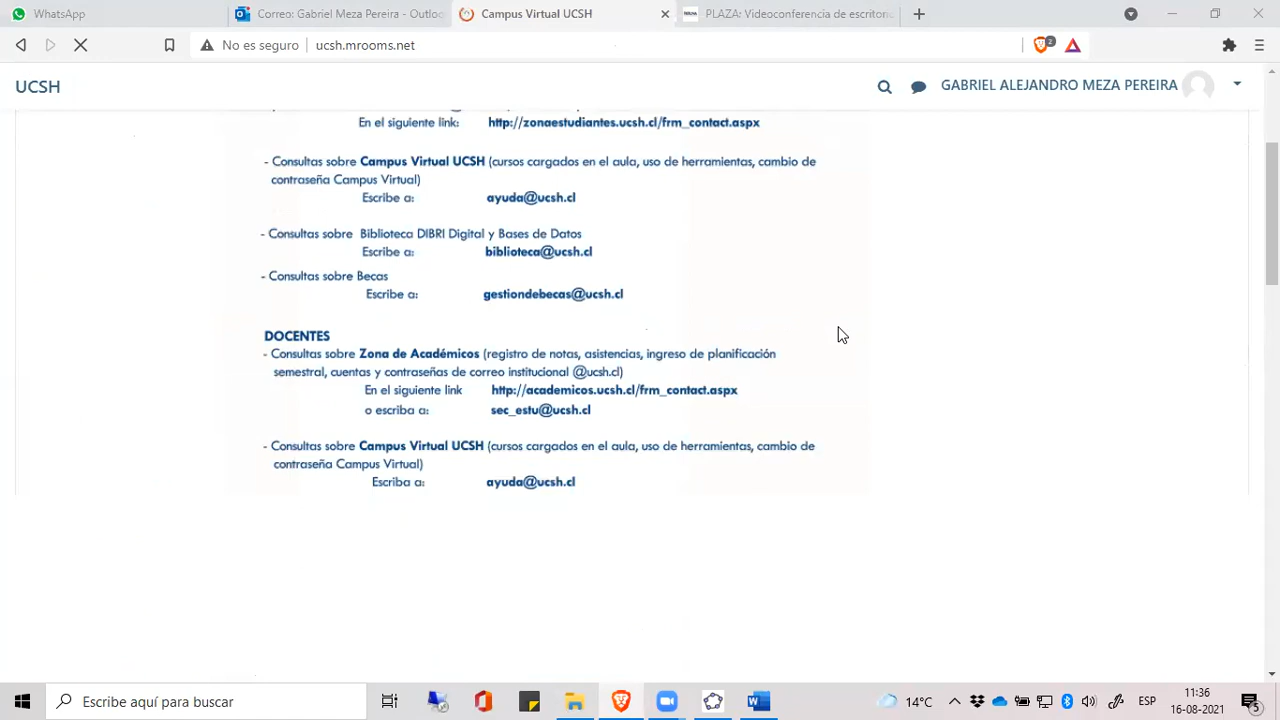 WhatsApp
Correo: Gabriel Meza Pereira - Outloo
Campus Virtual UCSH
PLAZA: Videoconferencia de escritorio
No es seguro
ucsh.mrooms.net
2
UCSH
GABRIEL ALEJANDRO MEZA PEREIRA
En el siguiente link: http://zonaestudiantes.ucsh.cl/frm_contact.aspx
- Consultas sobre Campus Virtual UCSH (cursos cargados en el aula, uso de herramientas, cambio de
contraseña Campus Virtual)
Escribe a: ayuda@ucsh.cl
- Consultas sobre Biblioteca DIBRI Digital y Bases de Datos
Escribe a: biblioteca@ucsh.cl
- Consultas sobre Becas
Escribe a: gestiondebecas@ucsh.cl
DOCENTES
- Consultas sobre Zona de Académicos (registro de notas, asistencias, ingreso de planificación
semestral, cuentas y contraseñas de correo institucional @ucsh.cl)
En el siguiente link http://academicos.ucsh.cl/frm_contact.aspx
o escriba a: sec_estu@ucsh.cl
- Consultas sobre Campus Virtual UCSH (cursos cargados en el aula, uso de herramientas, cambio de
contraseña Campus Virtual)
Escriba a: ayuda@ucsh.cl
Escribe aquí para buscar
14°C
ESP
11:36
16-08-2021
5